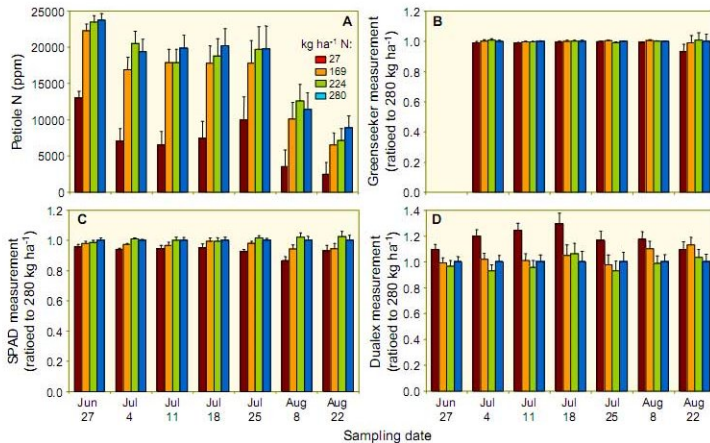 A
25000
20000
15000
10000
5000
0
Petiole N (ppm)
kg ha-1 N:
27
169
224
280
B
1.4
1.2
1.0
0.8
0.6
0.4
0.2
0.0
Greenseeker measurement
(ratioed to 280 kg ha-1)
C
1.2
1.0
0.8
0.6
0.4
0.2
0.0
SPAD measurement
(ratioed to 280 kg ha-1)
D
1.4
1.2
1.0
0.8
0.6
0.4
0.2
0.0
Dualex measurement
(ratioed to 280 kg ha-1)
Jun Jul Jul Jul Jul Aug Aug
27 4 11 18 25 8 22
Jun Jul Jul Jul Jul Aug Aug
27 4 11 18 25 8 22
Sampling date